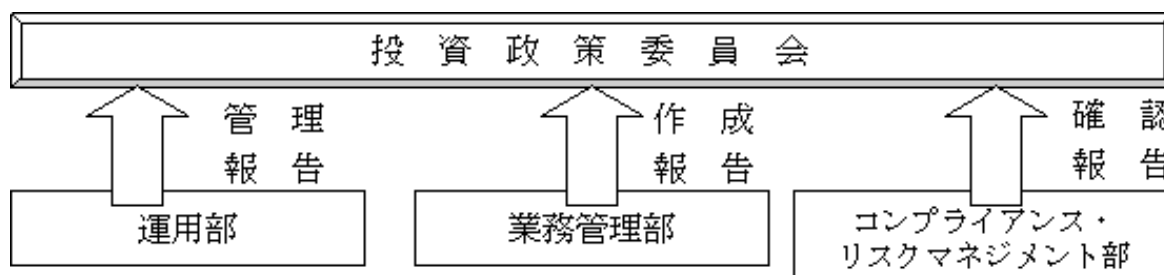 投資政策委員会
管理
報告
作成
報告
確認
報告
運用部
業務管理部
コンプライアンス・
リスクマネジメント部